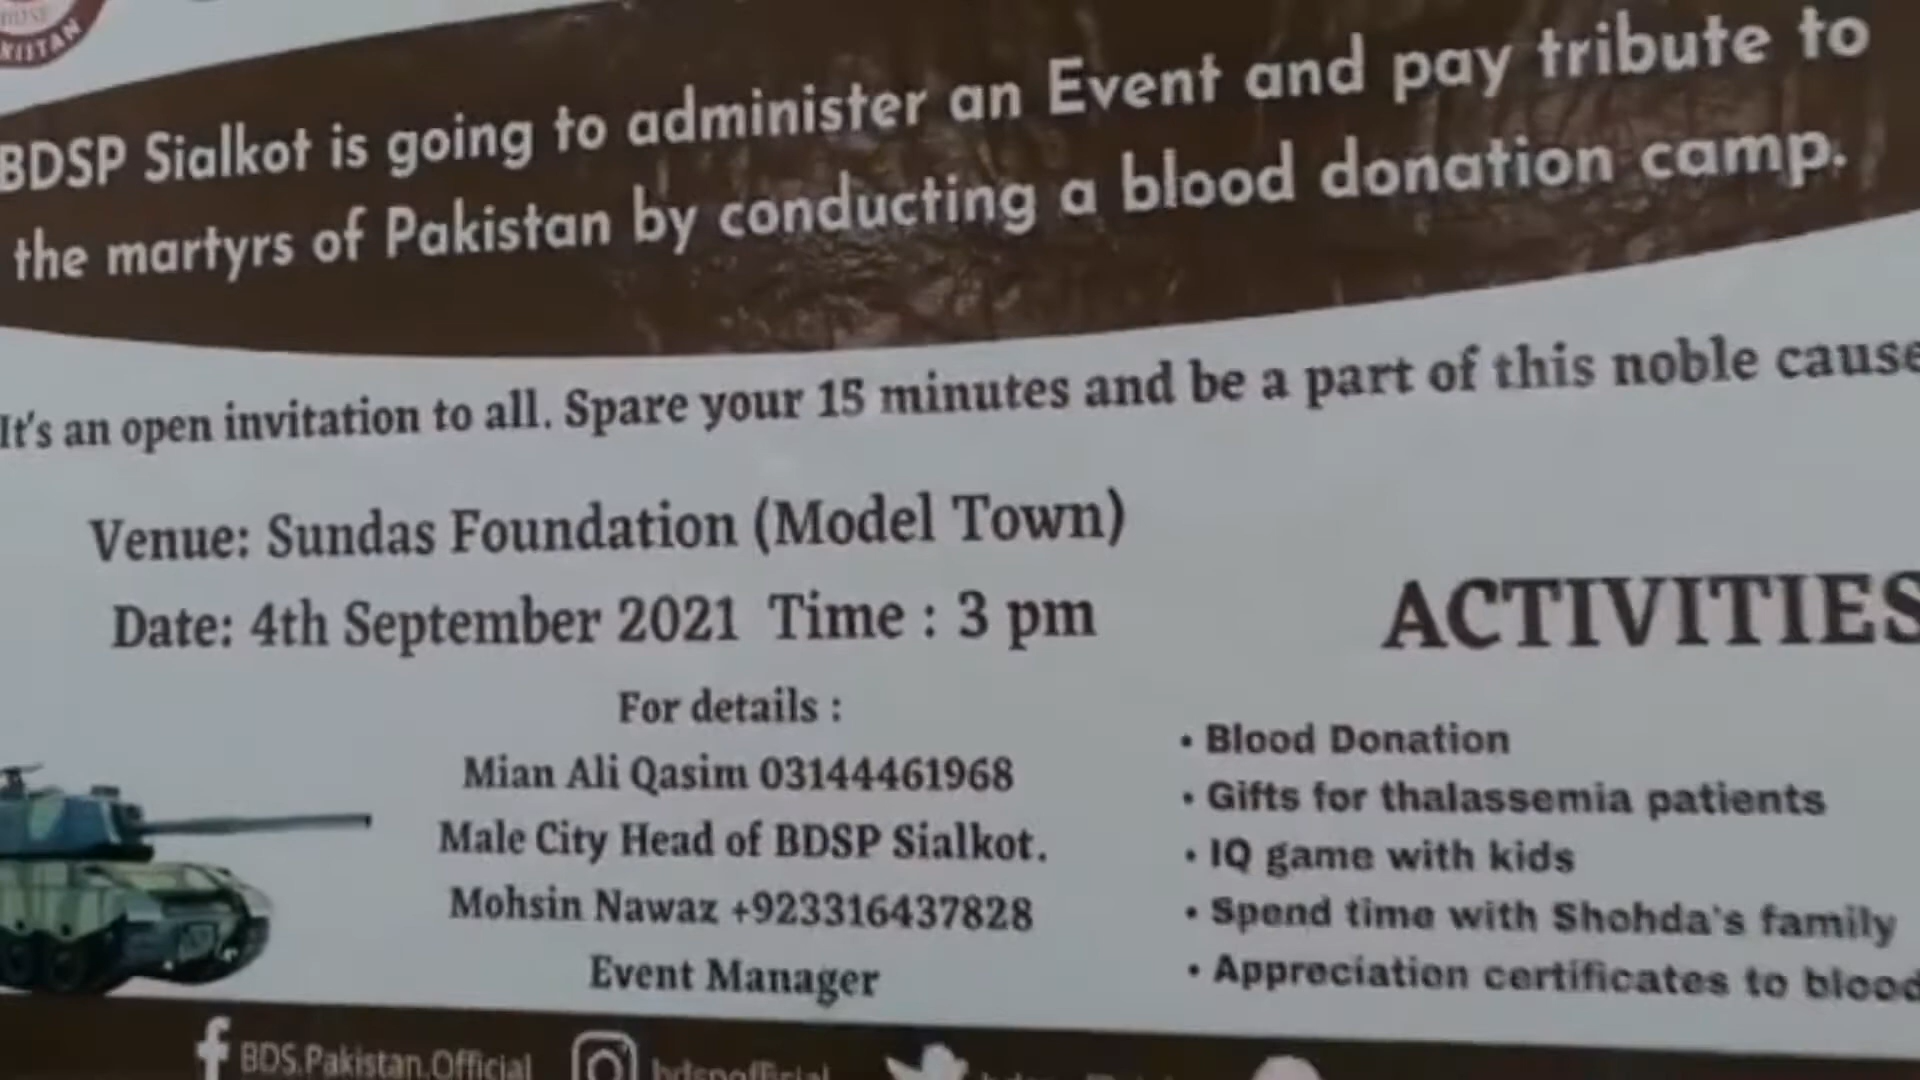 BDSP Sialkot is going to administer an Event and pay tribute to
the martyrs of Pakistan by conducting a blood donation camp.
It's an open invitation to all. Spare your 15 minutes and be a part of this noble cause
Venue: Sundas Foundation (Model Town)
Date: 4th September 2021 Time : 3 pm
For details :
Mian Ali Qasim 03144461968
Male City Head of BDSP Sialkot.
Mohsin Nawaz +923316437828
Event Manager
ACTIVITIES
• Blood Donation
• Gifts for thalassemia patients
• IQ game with kids
• Spend time with Shohda's family
• Appreciation certificates to blood
BDS.Pakistan.Official